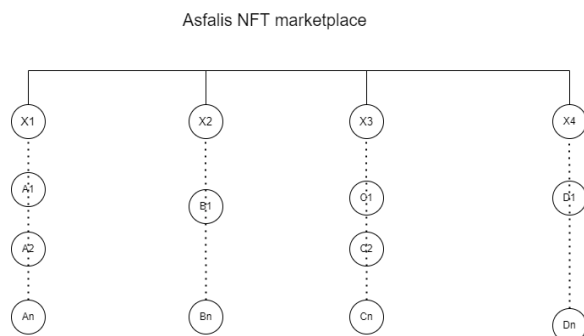 Asfalis NFT marketplace
X1 X2 X3 X4
A1 B1 C1 D1
A2 C2
An Bn Cn Dn